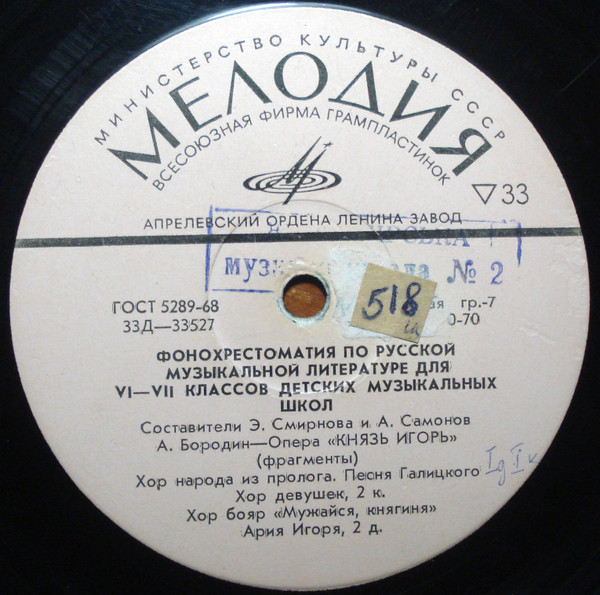 МИНИСТЕРСТВО КУЛЬТУРЫ СССР
МЕЛОДИЯ
ВСЕСОЮЗНАЯ ФИРМА ГРАМПЛАСТИНОК
▽33
АПРЕЛЕВСКИЙ ОРДЕНА ЛЕНИНА ЗАВОД
№ 2
ГОСТ 5289-68
гр.-7
33Д—33527
0-70
518
ФОНОХРЕСТОМАТИЯ ПО РУССКОЙ
МУЗЫКАЛЬНОЙ ЛИТЕРАТУРЕ ДЛЯ
VI—VII КЛАССОВ ДЕТСКИХ МУЗЫКАЛЬНЫХ
ШКОЛ
Составители Э. Смирнова и А. Самонов
А. Бородин—Опера «КНЯЗЬ ИГОРЬ»
(фрагменты)
Хор народа из пролога. Песня Галицкого
Хор девушек, 2 к.
Хор бояр «Мужайся, княгиня»
Ария Игоря, 2 д.